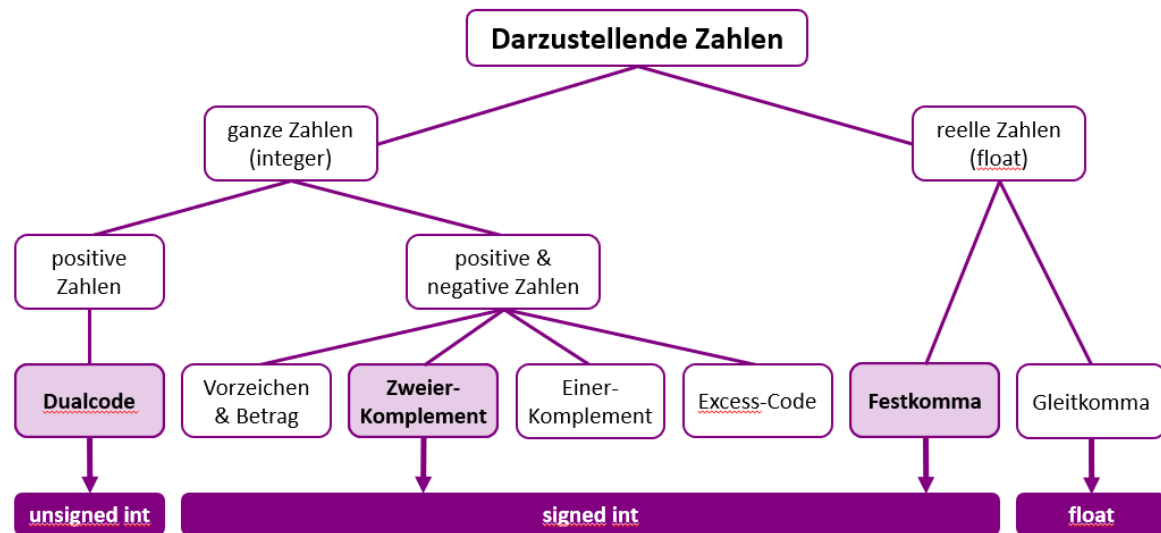 Darzustellende Zahlen
ganze Zahlen
(integer)
reelle Zahlen
(float)
positive
Zahlen
positive &
negative Zahlen
Dualcode
Vorzeichen
& Betrag
Zweier-
Komplement
Einer-
Komplement
Excess-Code
Festkomma
Gleitkomma
unsigned int
signed int
float